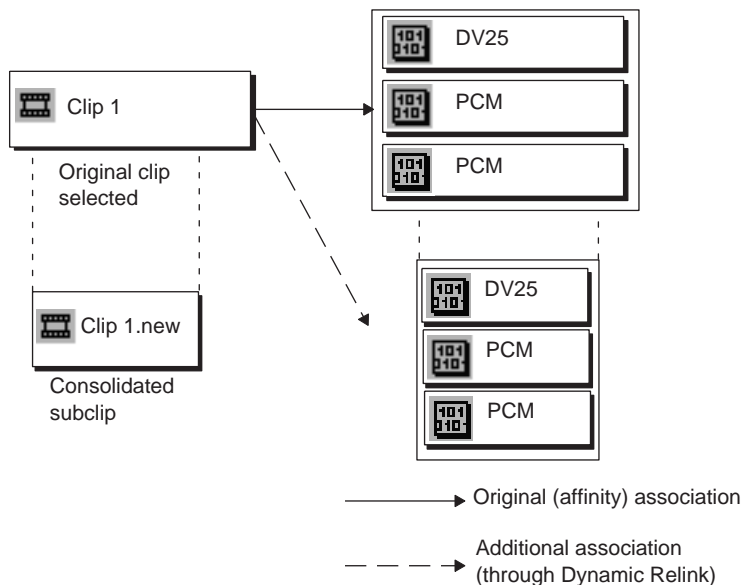 DV25
PCM
PCM
Clip 1
Original clip
selected
Clip 1.new
Consolidated
subclip
DV25
PCM
PCM
Original (affinity) association
Additional association
(through Dynamic Relink)